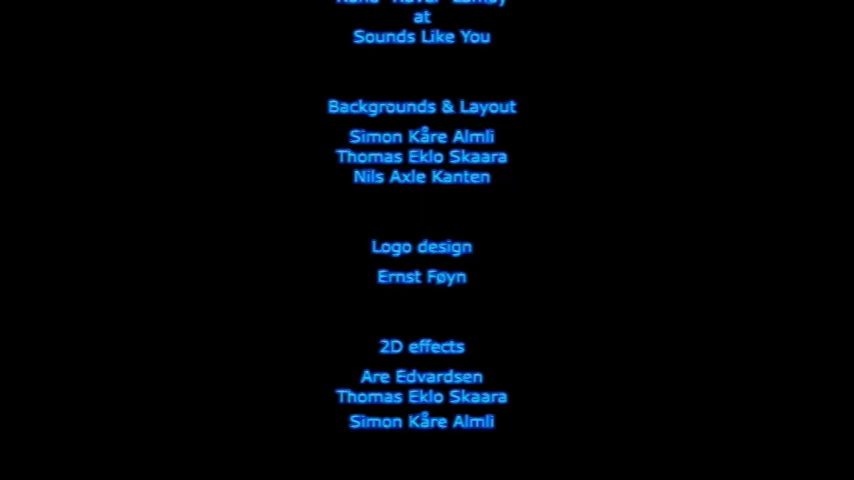 at
Sounds Like You
Backgrounds & Layout
Simon Kåre Almli
Thomas Eklo Skaara
Nils Axle Kanten
Logo design
Ernst Føyn
2D effects
Are Edvardsen
Thomas Eklo Skaara
Simon Kåre Almli